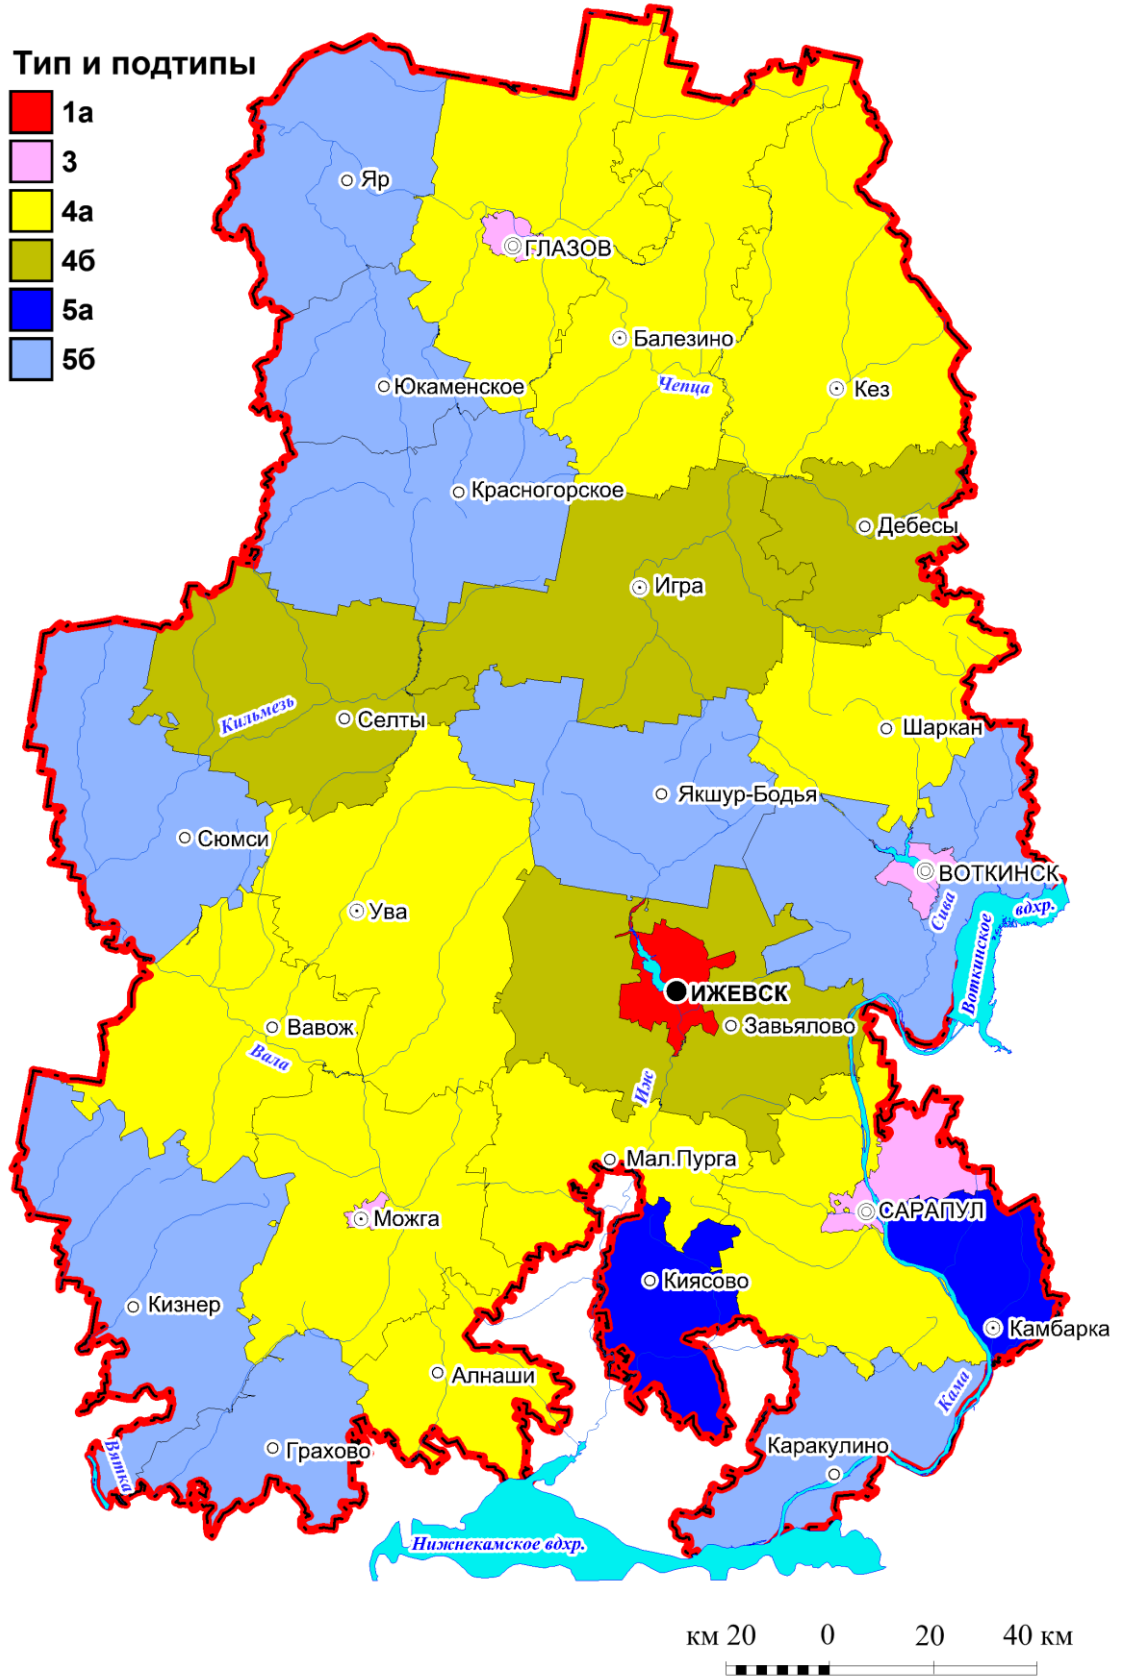 Тип и подтипы
1а
3
4а
4б
5а
5б
Яр
ГЛАЗОВ
Балезино
Чепца
Юкаменское
Кез
Красногорское
Дебесы
Игра
Кильмезь
Селты
Шаркан
Якшур-Бодья
Сюмси
ВОТКИНСК
Ува
Сива
Воткинское
вдхр.
ИЖЕВСК
Завьялово
Вавож
Вала
Иж
Мал.Пурга
Можга
САРАПУЛ
Киясово
Кизнер
Камбарка
Алнаши
Кама
Грахово
Каракулино
Вятка
Нижнекамское вдхр.
км 20 0 20 40 км